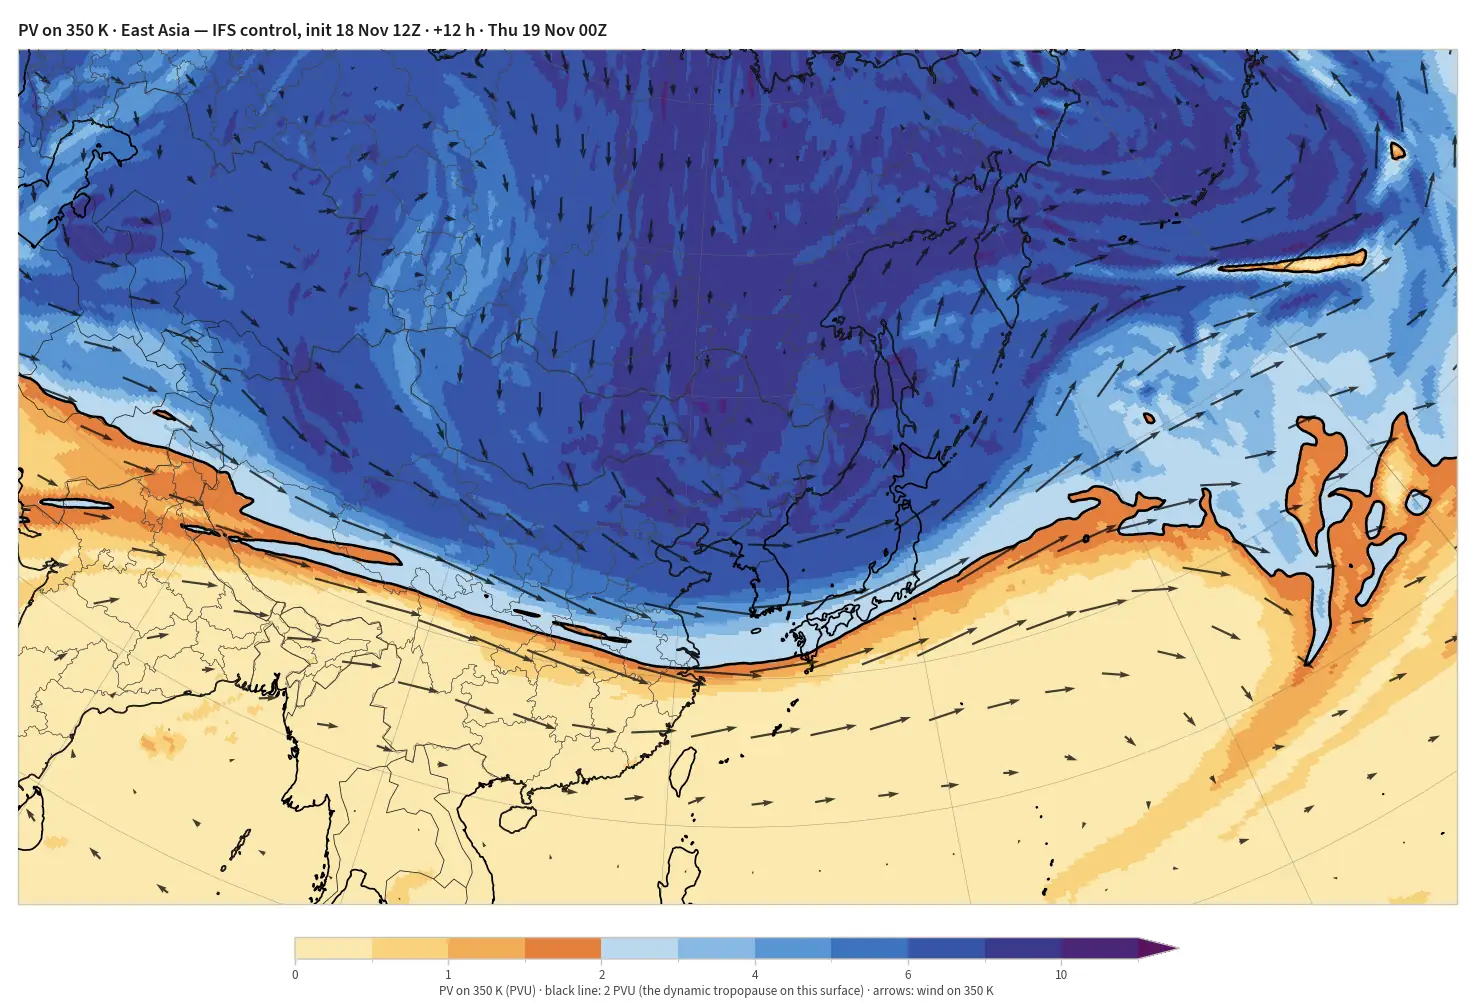 PV on 350 K · East Asia — IFS control, init 18 Nov 12Z · +12 h · Thu 19 Nov 00Z
0 1 2 4 6 10
PV on 350 K (PVU) · black line: 2 PVU (the dynamic tropopause on this surface) · arrows: wind on 350 K